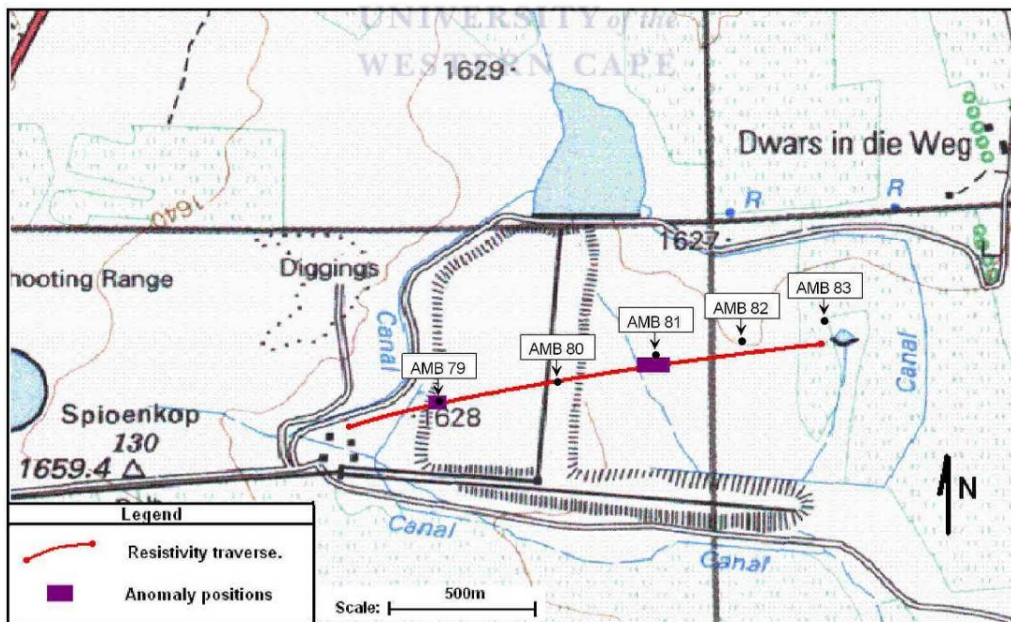 UNIVERSITY of the
WESTERN CAPE
1629
Dwars in die Weg
1640
R
R
1627
hooting Range
Diggings
AMB 83
AMB 82
AMB 81
AMB 80
AMB 79
Canal
Canal
628
Spioenkop
130
1659.4
N
Canal
Canal
Legend
Resistivity traverse.
Anomaly positions
Scale:
500m